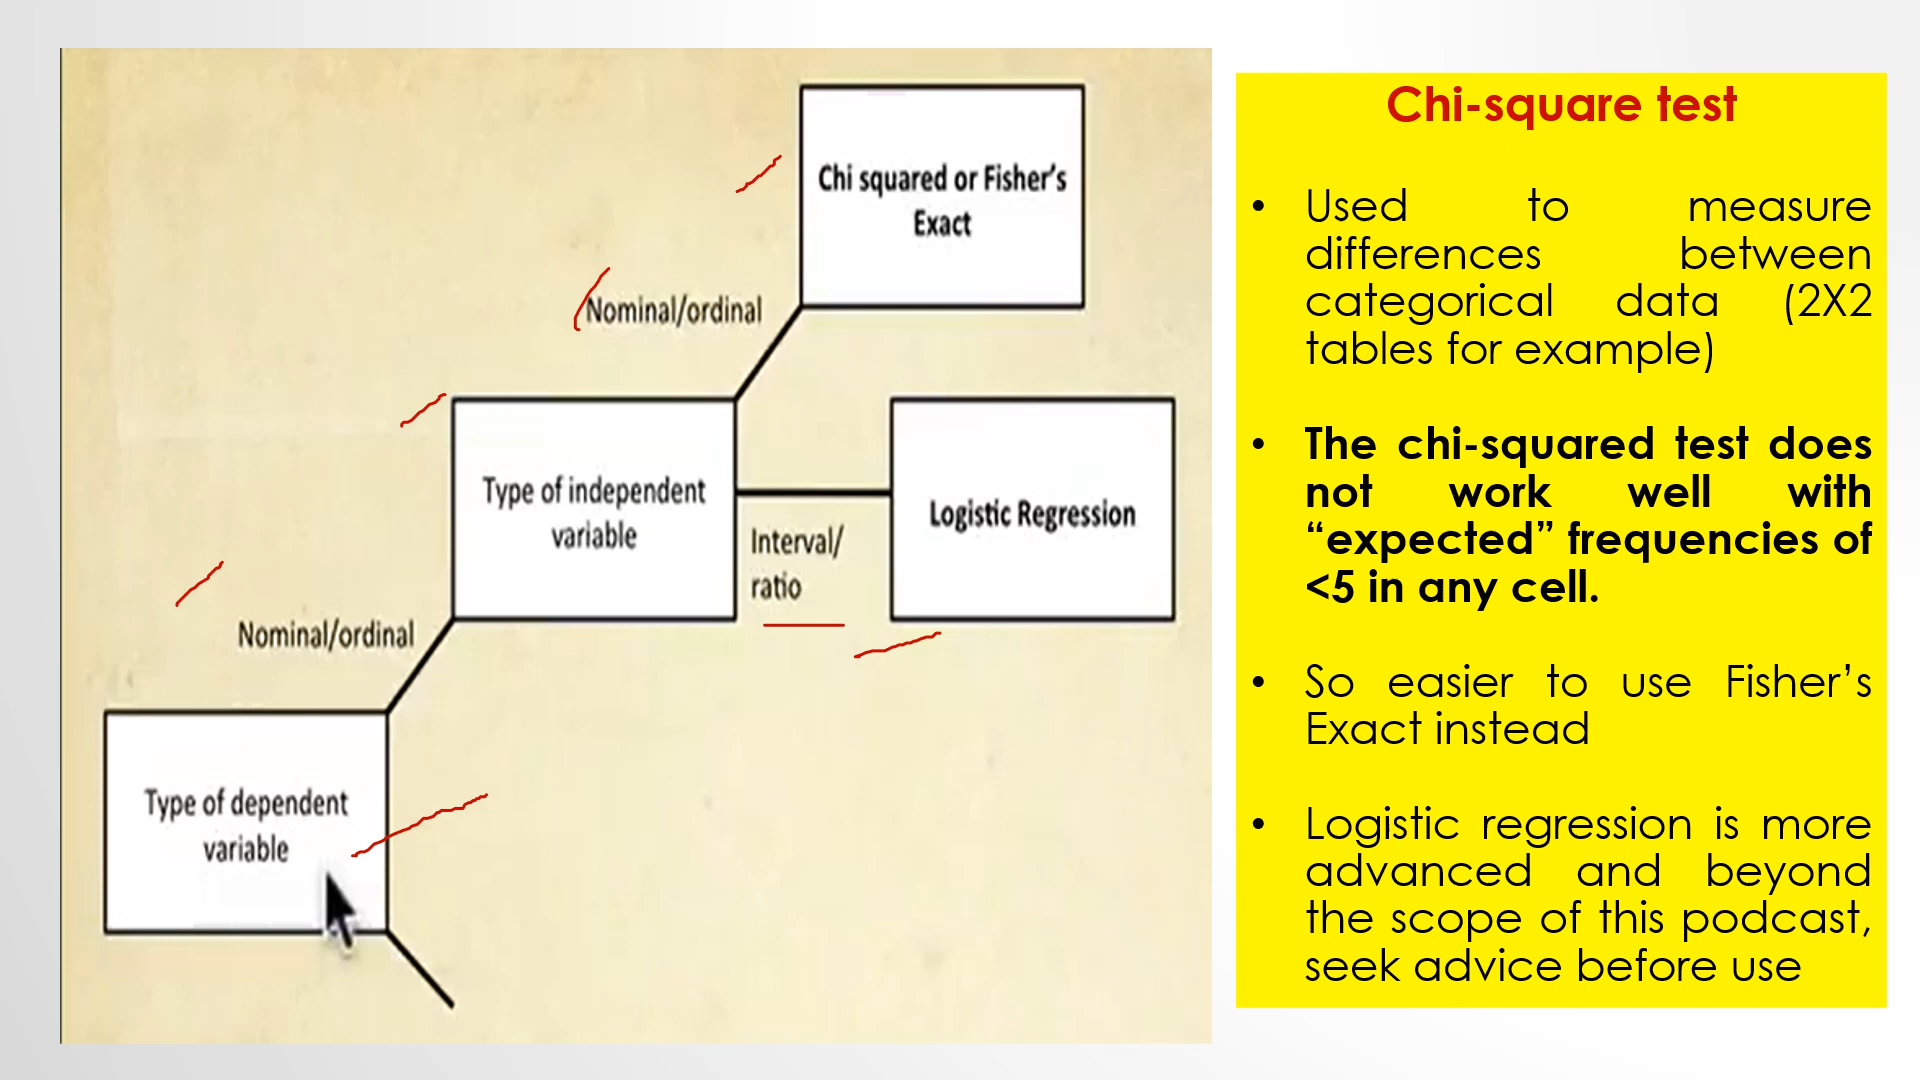 Chi squared or Fisher's
Exact
Nominal/ordinal
Type of independent
variable
Interval/
ratio
Logistic Regression
Nominal/ordinal
Type of dependent
variable
Chi-square test
• Used to measure
differences between
categorical data (2X2
tables for example)
• The chi-squared test does
not work well with
“expected” frequencies of
<5 in any cell.
• So easier to use Fisher’s
Exact instead
• Logistic regression is more
advanced and beyond
the scope of this podcast,
seek advice before use